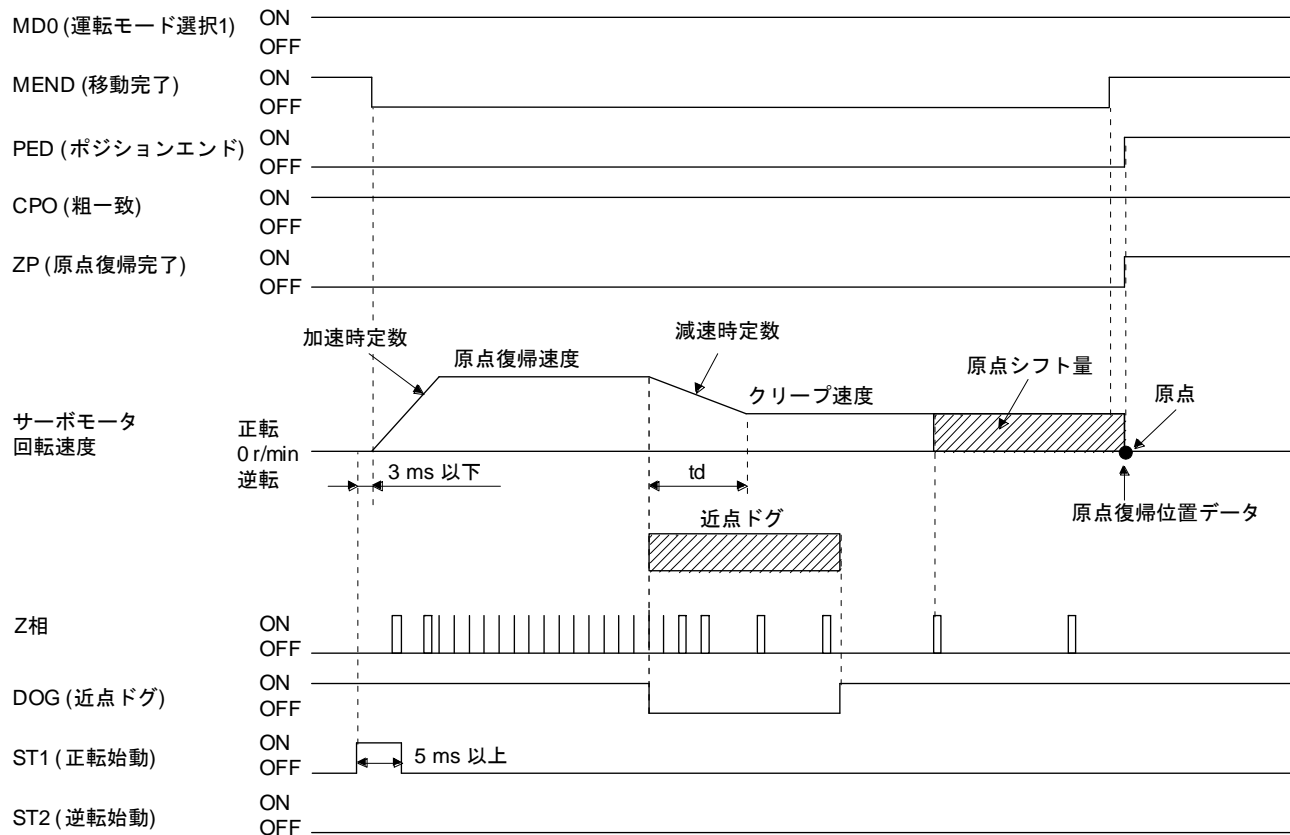 MD0 (運転モード選択1)
ON
OFF
MEND (移動完了)
ON
OFF
PED (ポジションエンド)
ON
OFF
CPO (粗一致)
ON
OFF
ZP (原点復帰完了)
ON
OFF
加速時定数
原点復帰速度
減速時定数
クリープ速度
原点シフト量
原点
サーボモータ
回転速度
正転
0 r/min
逆転
3 ms 以下
td
原点復帰位置データ
近点ドグ
Z相
ON
OFF
DOG (近点ドグ)
ON
OFF
ST1 (正転始動)
ON
OFF
5 ms 以上
ST2 (逆転始動)
ON
OFF